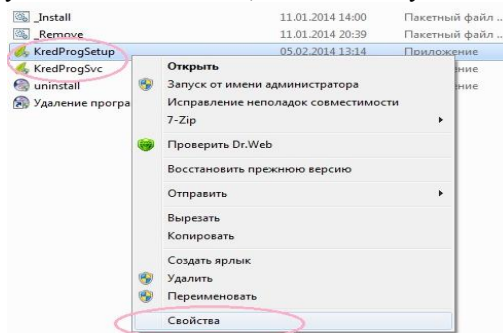 _Install 11.01.2014 14:00 Пакетный файл ...
_Remove 11.01.2014 20:39 Пакетный файл ...
KredProgSetup 05.02.2014 13:14 Приложение
KredProgSvc ение
uninstall ение
Удаление програ
Открыть
Запуск от имени администратора
Исправление неполадок совместимости
7-Zip
Проверить Dr.Web
Восстановить прежнюю версию
Отправить
Вырезать
Копировать
Создать ярлык
Удалить
Переименовать
Свойства